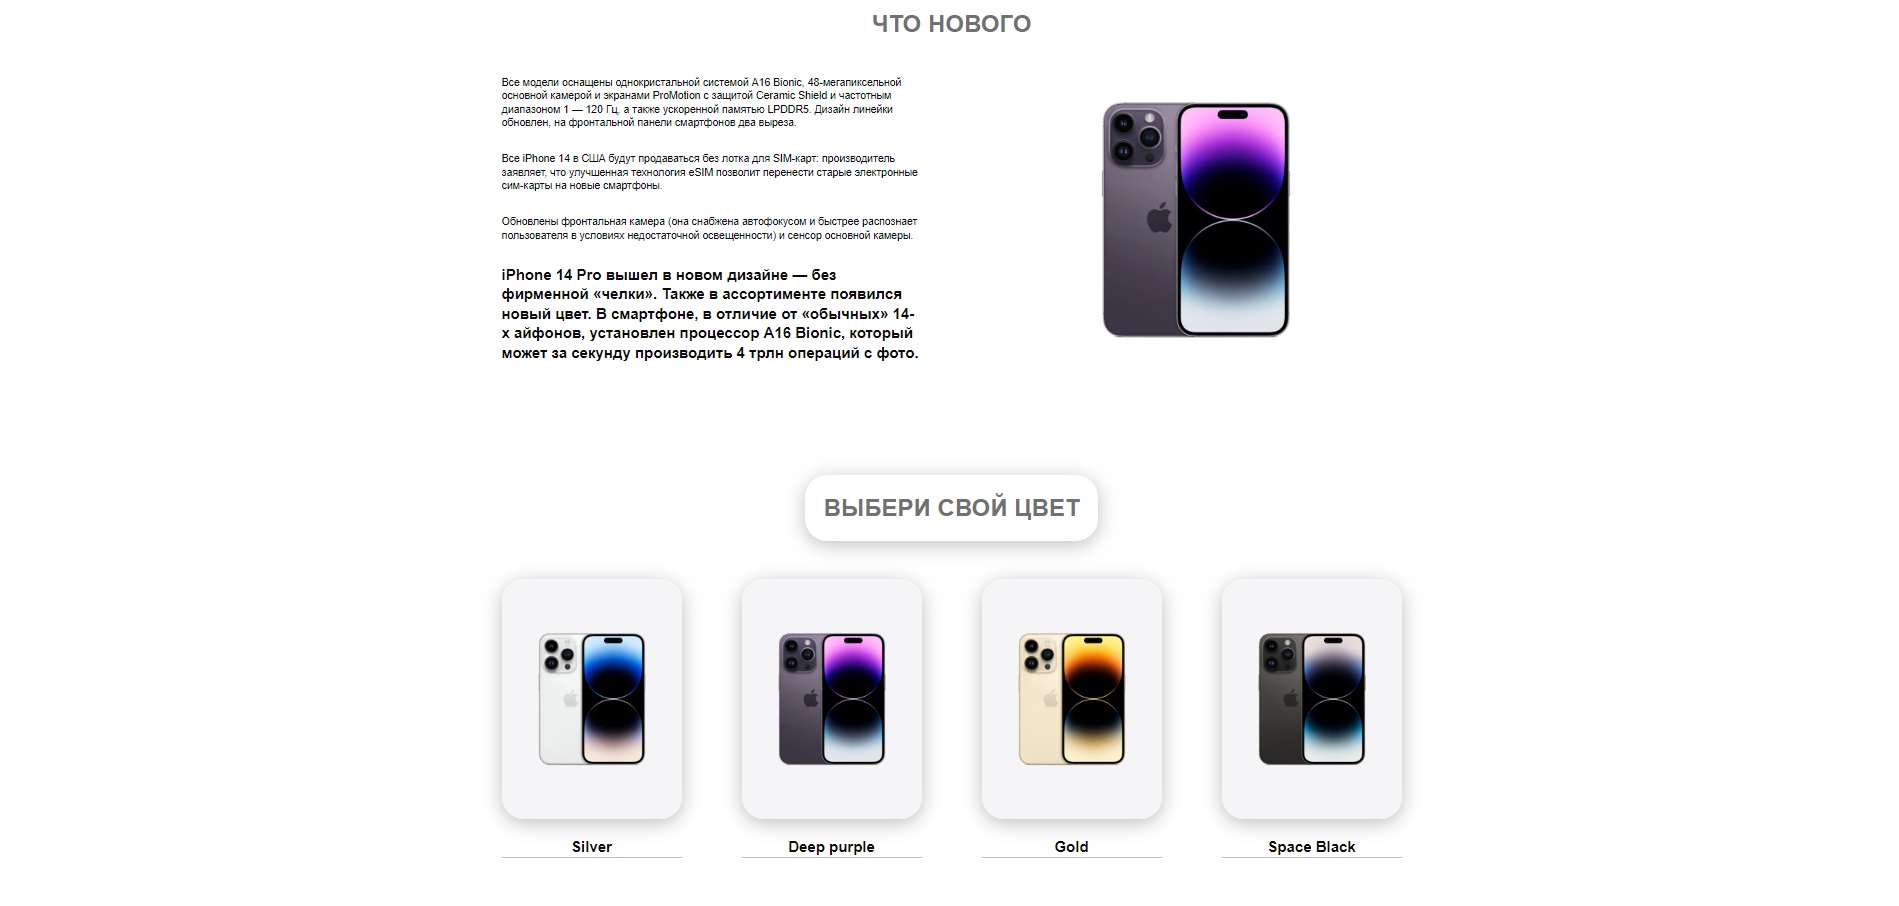 ЧТО НОВОГО
Все модели оснащены однокристальной системой A16 Bionic, 48-мегапиксельной
основной камерой и экранами ProMotion с защитой Ceramic Shield и частотным
диапазоном 1 — 120 Гц, а также ускоренной памятью LPDDR5. Дизайн линейки
обновлен, на фронтальной панели смартфонов два выреза.
Все iPhone 14 в США будут продаваться без лотка для SIM-карт: производитель
заявляет, что улучшенная технология eSIM позволит перенести старые электронные
сим-карты на новые смартфоны.
Обновлены фронтальная камера (она снабжена автофокусом и быстрее распознает
пользователя в условиях недостаточной освещенности) и сенсор основной камеры.
iPhone 14 Pro вышел в новом дизайне — без
фирменной «челки». Также в ассортименте появился
новый цвет. В смартфоне, в отличие от «обычных» 14-
х айфонов, установлен процессор A16 Bionic, который
может за секунду производить 4 трлн операций с фото.
ВЫБЕРИ СВОЙ ЦВЕТ
Silver
Deep purple
Gold
Space Black